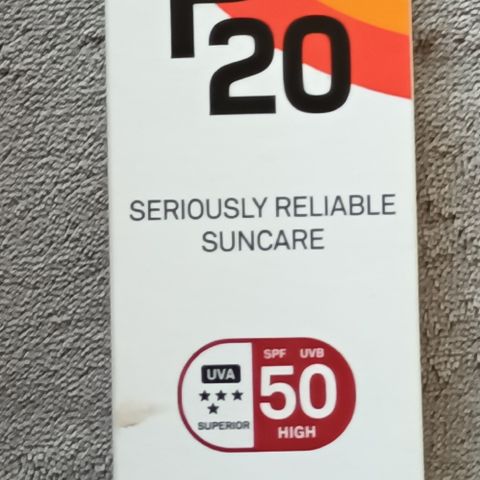 P
20
SERIOUSLY RELIABLE
SUNCARE
UVA
SUPERIOR
SPF UVB
50
HIGH